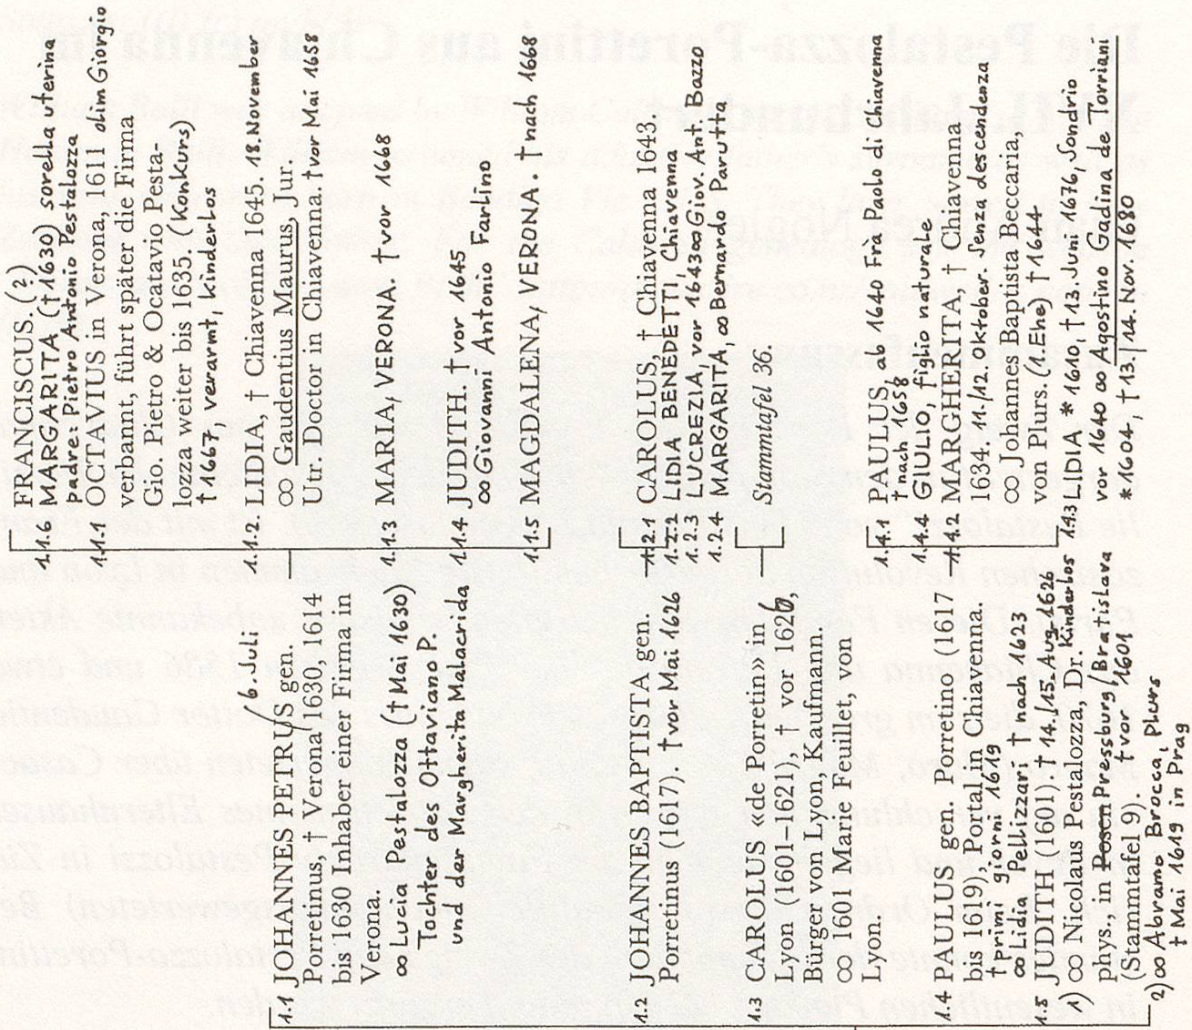 1.1 JOHANNES PETRUS gen.
Porretinus, † Verona 6 Juli 1630, 1614
bis 1630 Inhaber einer Firma in
Verona.
∞ Lucia Pestalozza († Mai 1630)
Tochter des Ottaviano P.
und der Margherita Malacrida
1.2 JOHANNES BAPTISTA gen.
Porretinus (1617). † vor Mai 1626
1.3 CAROLUS «de Porrettin» in
Lyon (1601–1621), † vor 1626,
Bürger von Lyon, Kaufmann.
∞ 1601 Marie Feuillet, von
Lyon.
1.4 PAULUS gen. Porretino (1617
bis 1619), Portal in Chiavenna.
† primi giorni 1619
∞ Lidia Pellizzari † nach 1623
1.5 JUDITH (1601) † 14./15. Aug. 1626
1) ∞ Nicolaus Pestalozza, Dr. Kinderlos
phys. in Pressburg, Bratislava
(Stammtafel 9). † vor 1601
2) ∞ Abramo Brocca, Plurs
† Mai 1619 in Prag
FRANCISCUS. (?)
1.1.6 MARGARITA († 1630) sorella uterina
padre: Pietro Antonio Pestalozza
1.1.1 OCTAVIUS in Verona, 1611 olim Giorgio
verbanni, führt später die Firma
Gio. Pietro & Ocatavio Pesta-
lozza weiter bis 1635. (Konkurs)
† 1667, verarmt, kinderlos
1.1.2 LIDIA, † Chiavenna 1645. 18. November
∞ Gaudentius Maurus, Iur.
Utr. Doctor in Chiavenna. † vor Mai 1658
1.1.3 MARIA, VERONA † vor 1668
1.1.4 JUDITH. † vor 1645
∞ Giovanni Antonio Farlino
1.1.5 MAGDALENA, VERONA. † nach 1668
1.2.1 CAROLUS, † Chiavenna 1643.
1.2.2 LIDIA BENEDETTI, Chiavenna
1.2.3 LUCREZIA, vor 1643 ∞ Giov. Ant. Bazzo
1.2.4 MARGARITA, ∞ Bernardo Parutta
Stammtafel 36.
1.4.1 PAULUS, ab 1640 Fra Paolo di Chiavenna
† nach 1658
1.4.4 GIULIO, figlio naturale
1.4.2 MARGHERITA, † Chiavenna
1634. 11./12. Oktober. senza descendenza
∞ Johannes Baptista Beccaria,
von Plurs. (4 Ehe) † 1644
1.4.3 LIDIA, * 1610, † 13. Juni 1676, Sondrio
vor 1640 ∞ Agostino Gadina de Torriani
* 1604, † 13/14. Nov. 1680